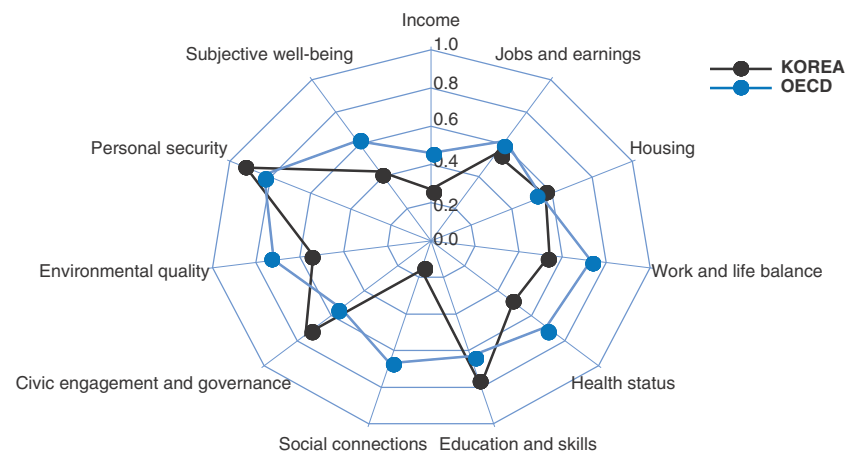 Income
1.0
Subjective well-being
Jobs and earnings
KOREA
OECD
0.8
0.6
Personal security
Housing
0.4
0.2
0.0
Environmental quality
Work and life balance
Civic engagement and governance
Health status
Social connections
Education and skills